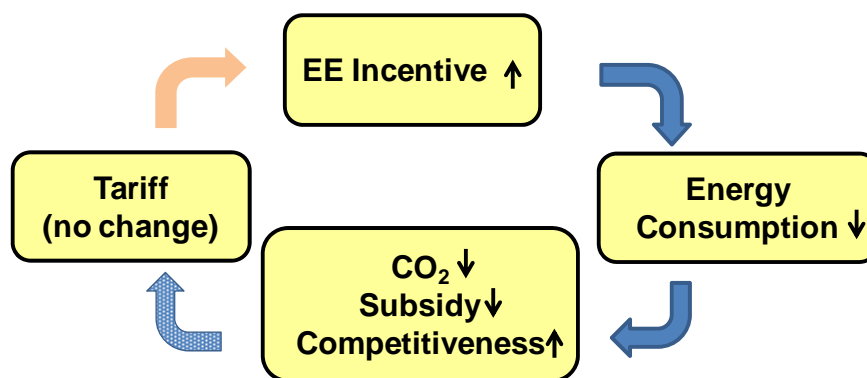 EE Incentive ↑
Tariff
(no change)
Energy
Consumption ↓
CO₂ ↓
Subsidy ↓
Competitiveness ↑